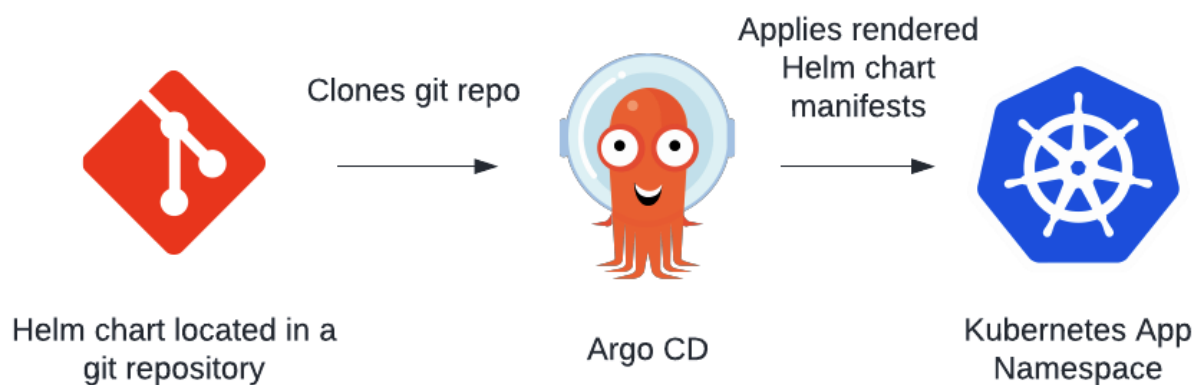 Clones git repo
Applies rendered
Helm chart
manifests
Helm chart located in a
git repository
Argo CD
Kubernetes App
Namespace